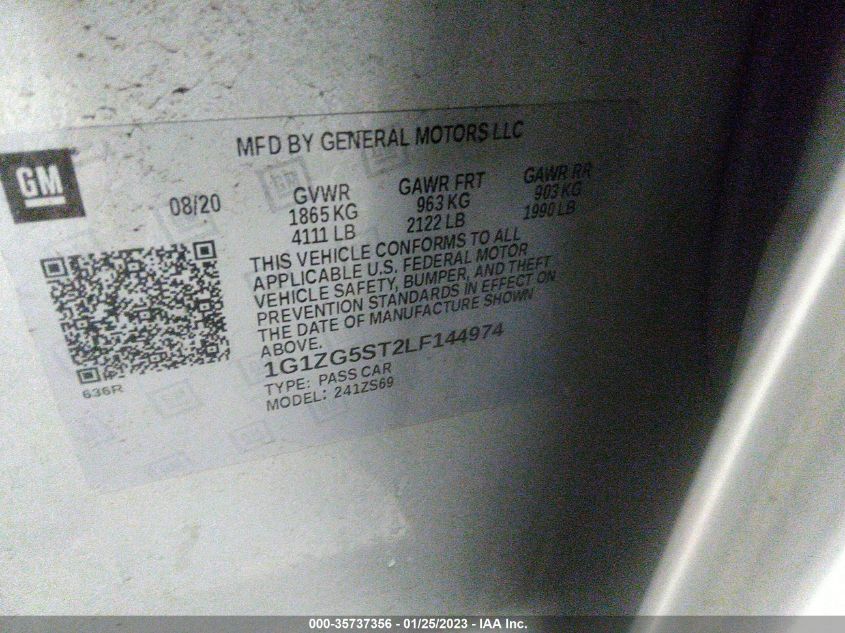 MFD BY GENERAL MOTORS LLC
GM
08/20
GVWR
1865 KG
4111 LB
GAWR FRT
963 KG
2122 LB
GAWR RR
903 KG
1990 LB
THIS VEHICLE CONFORMS TO ALL
APPLICABLE U.S. FEDERAL MOTOR
VEHICLE SAFETY, BUMPER, AND THEFT
PREVENTION STANDARDS IN EFFECT ON
THE DATE OF MANUFACTURE SHOWN
ABOVE.
1G1ZG5ST2LF144974
TYPE: PASS CAR
MODEL: 241ZS69
636R
000-35737356 - 01/25/2023 - IAA Inc.